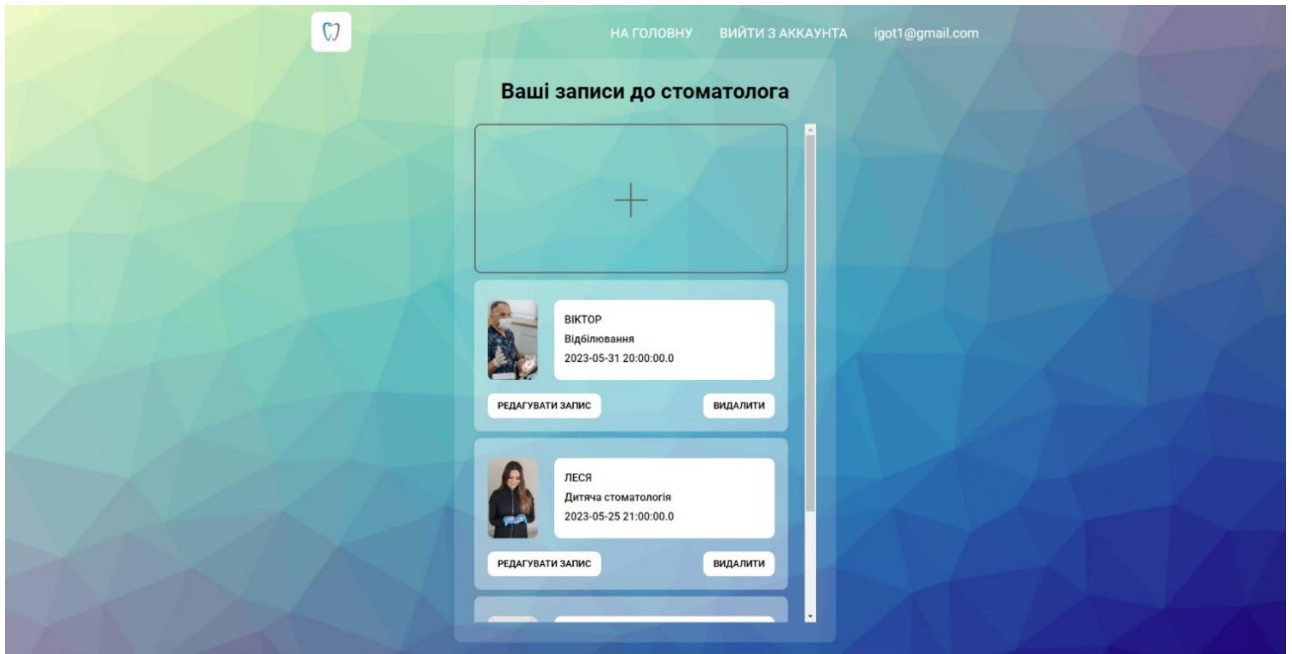 НА ГОЛОВНУ ВИЙТИ З АККАУНТА igot1@gmail.com
Ваші записи до стоматолога
ВІКТОР
Відбілювання
2023-05-31 20:00:00.0
РЕДАГУВАТИ ЗАПИС ВИДАЛИТИ
ЛЕСЯ
Дитяча стоматологія
2023-05-25 21:00:00.0
РЕДАГУВАТИ ЗАПИС ВИДАЛИТИ